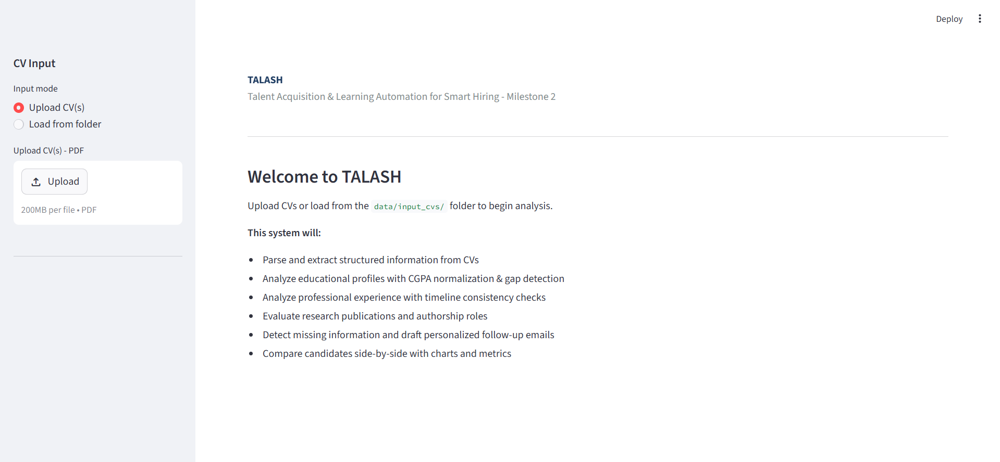 Deploy
CV Input
Input mode
Upload CV(s)
Load from folder
Upload CV(s) - PDF
Upload
200MB per file • PDF
TALASH
Talent Acquisition & Learning Automation for Smart Hiring - Milestone 2
Welcome to TALASH
Upload CVs or load from the data/input_cvs/ folder to begin analysis.
This system will:
• Parse and extract structured information from CVs
• Analyze educational profiles with CGPA normalization & gap detection
• Analyze professional experience with timeline consistency checks
• Evaluate research publications and authorship roles
• Detect missing information and draft personalized follow-up emails
• Compare candidates side-by-side with charts and metrics